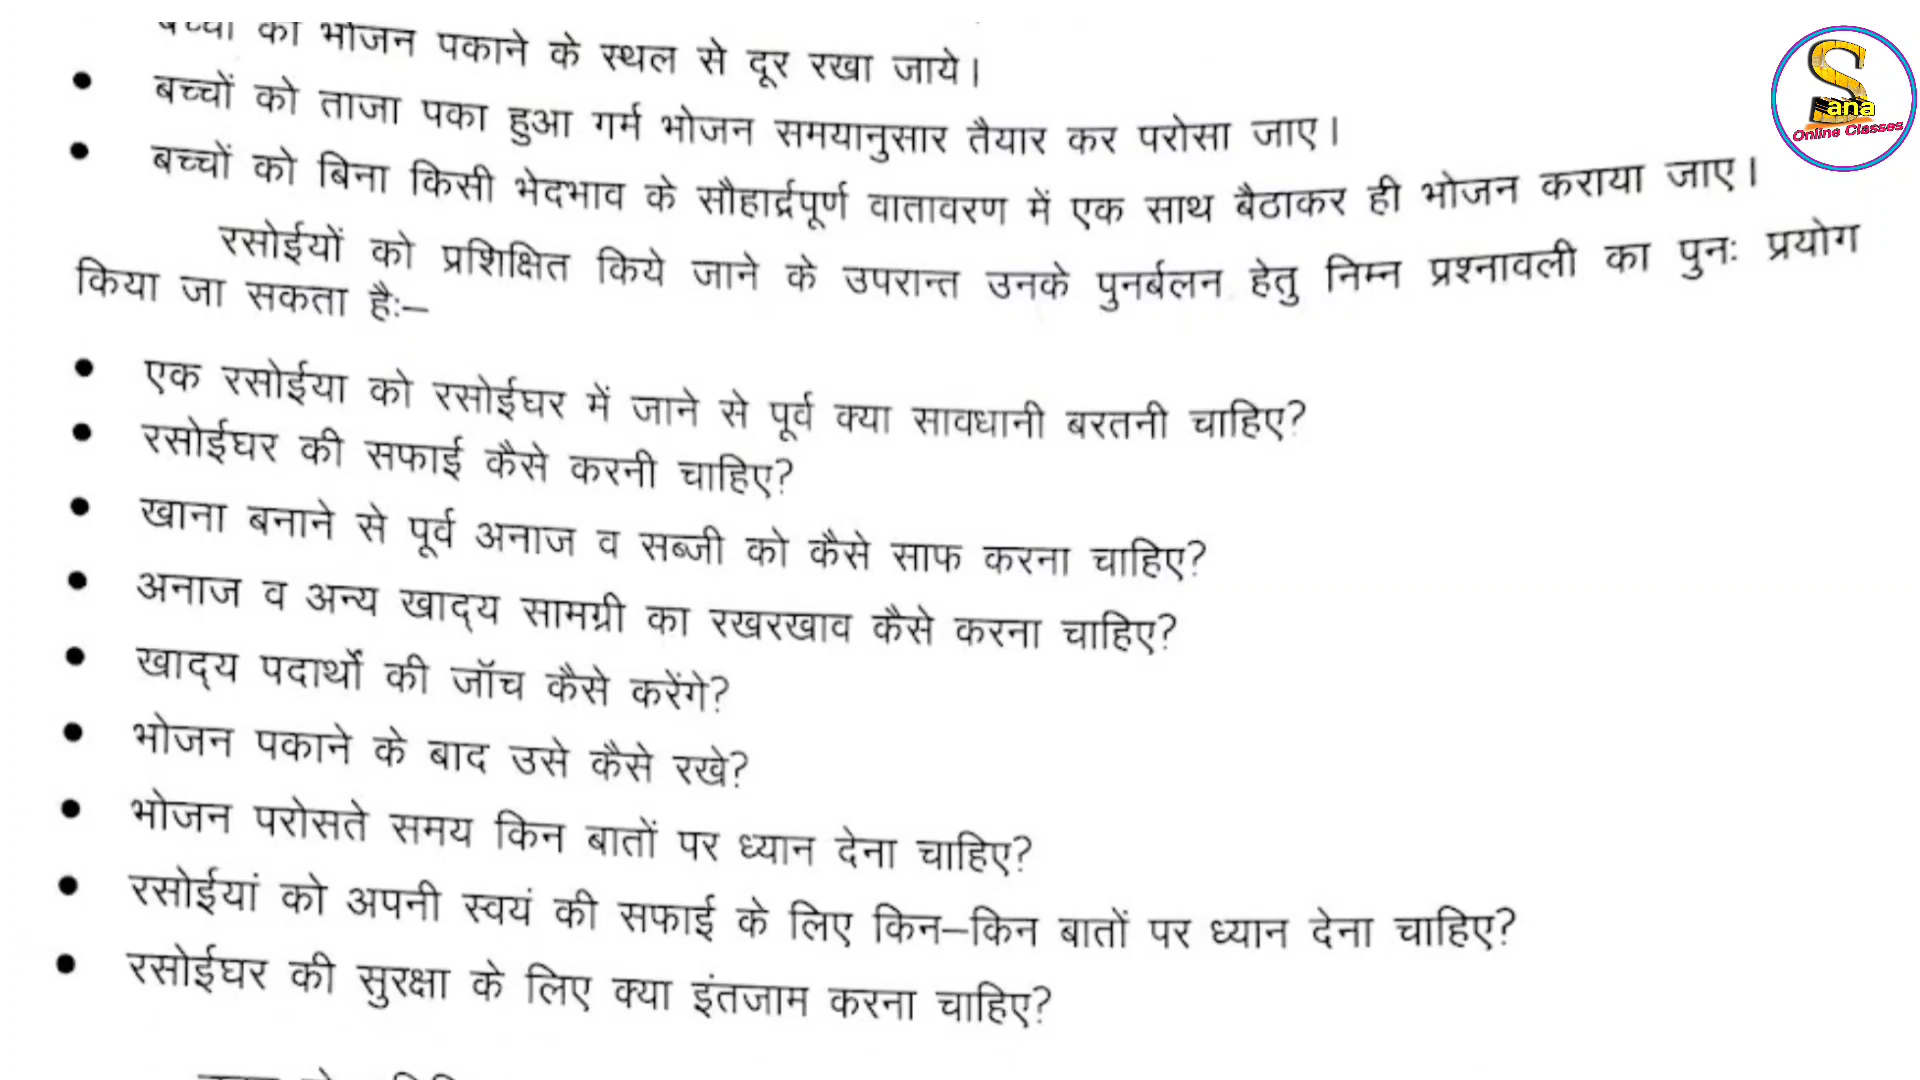 को भोजन पकाने के स्थल से दूर रखा जाये।
• बच्चों को ताजा पका हुआ गर्म भोजन समयानुसार तैयार कर परोसा जाए।
• बच्चों को बिना किसी भेदभाव के सौहार्द्रपूर्ण वातावरण में एक साथ बैठाकर ही भोजन कराया जाए।
रसोईयों को प्रशिक्षित किये जाने के उपरान्त उनके पुनर्बलन हेतु निम्न प्रश्नावली का पुनः प्रयोग
किया जा सकता हैः–
• एक रसोईया को रसोईघर में जाने से पूर्व क्या सावधानी बरतनी चाहिए?
• रसोईघर की सफाई कैसे करनी चाहिए?
• खाना बनाने से पूर्व अनाज व सब्जी को कैसे साफ करना चाहिए?
• अनाज व अन्य खाद्‌य सामग्री का रखरखाव कैसे करना चाहिए?
• खाद्‌य पदार्थों की जॉच कैसे करेंगे?
• भोजन पकाने के बाद उसे कैसे रखे?
• भोजन परोसते समय किन बातों पर ध्यान देना चाहिए?
• रसोईयां को अपनी स्वयं की सफाई के लिए किन–किन बातों पर ध्यान देना चाहिए?
• रसोईघर की सुरक्षा के लिए क्या इंतजाम करना चाहिए?
Sana
Online Classes